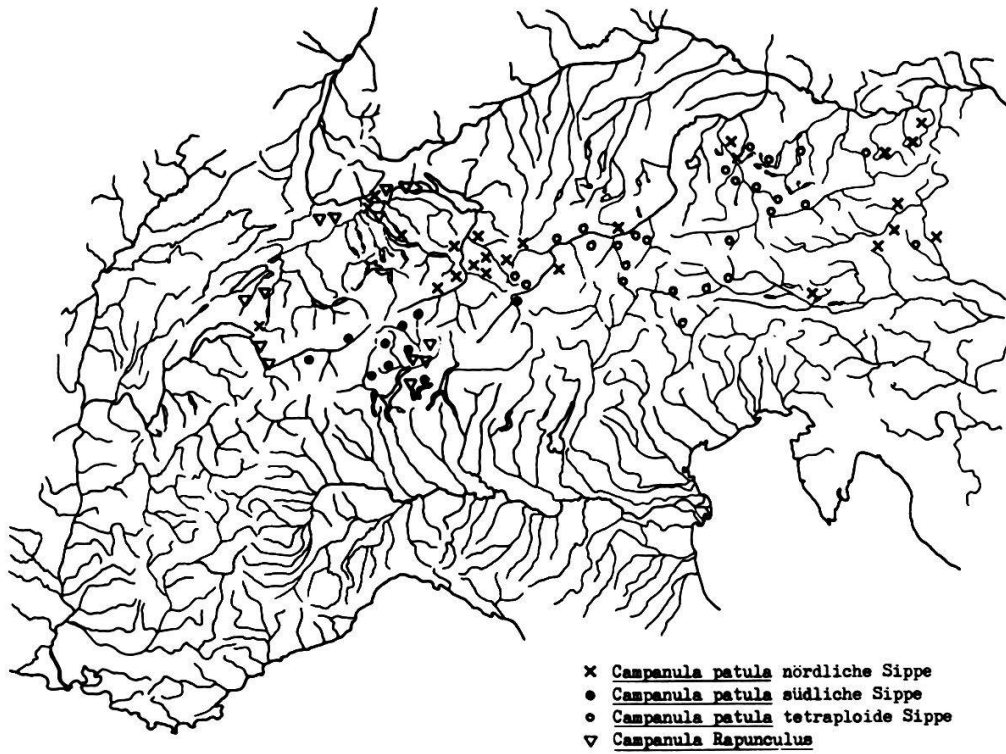 × Campanula patula nördliche Sippe
● Campanula patula südliche Sippe
○ Campanula patula tetraploide Sippe
▽ Campanula Rapunculus